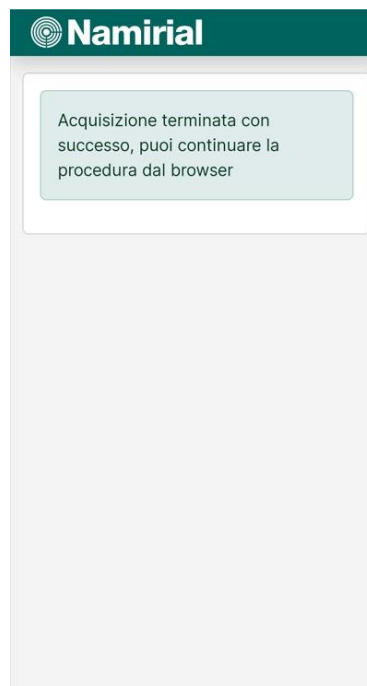 Namirial
Acquisizione terminata con
successo, puoi continuare la
procedura dal browser